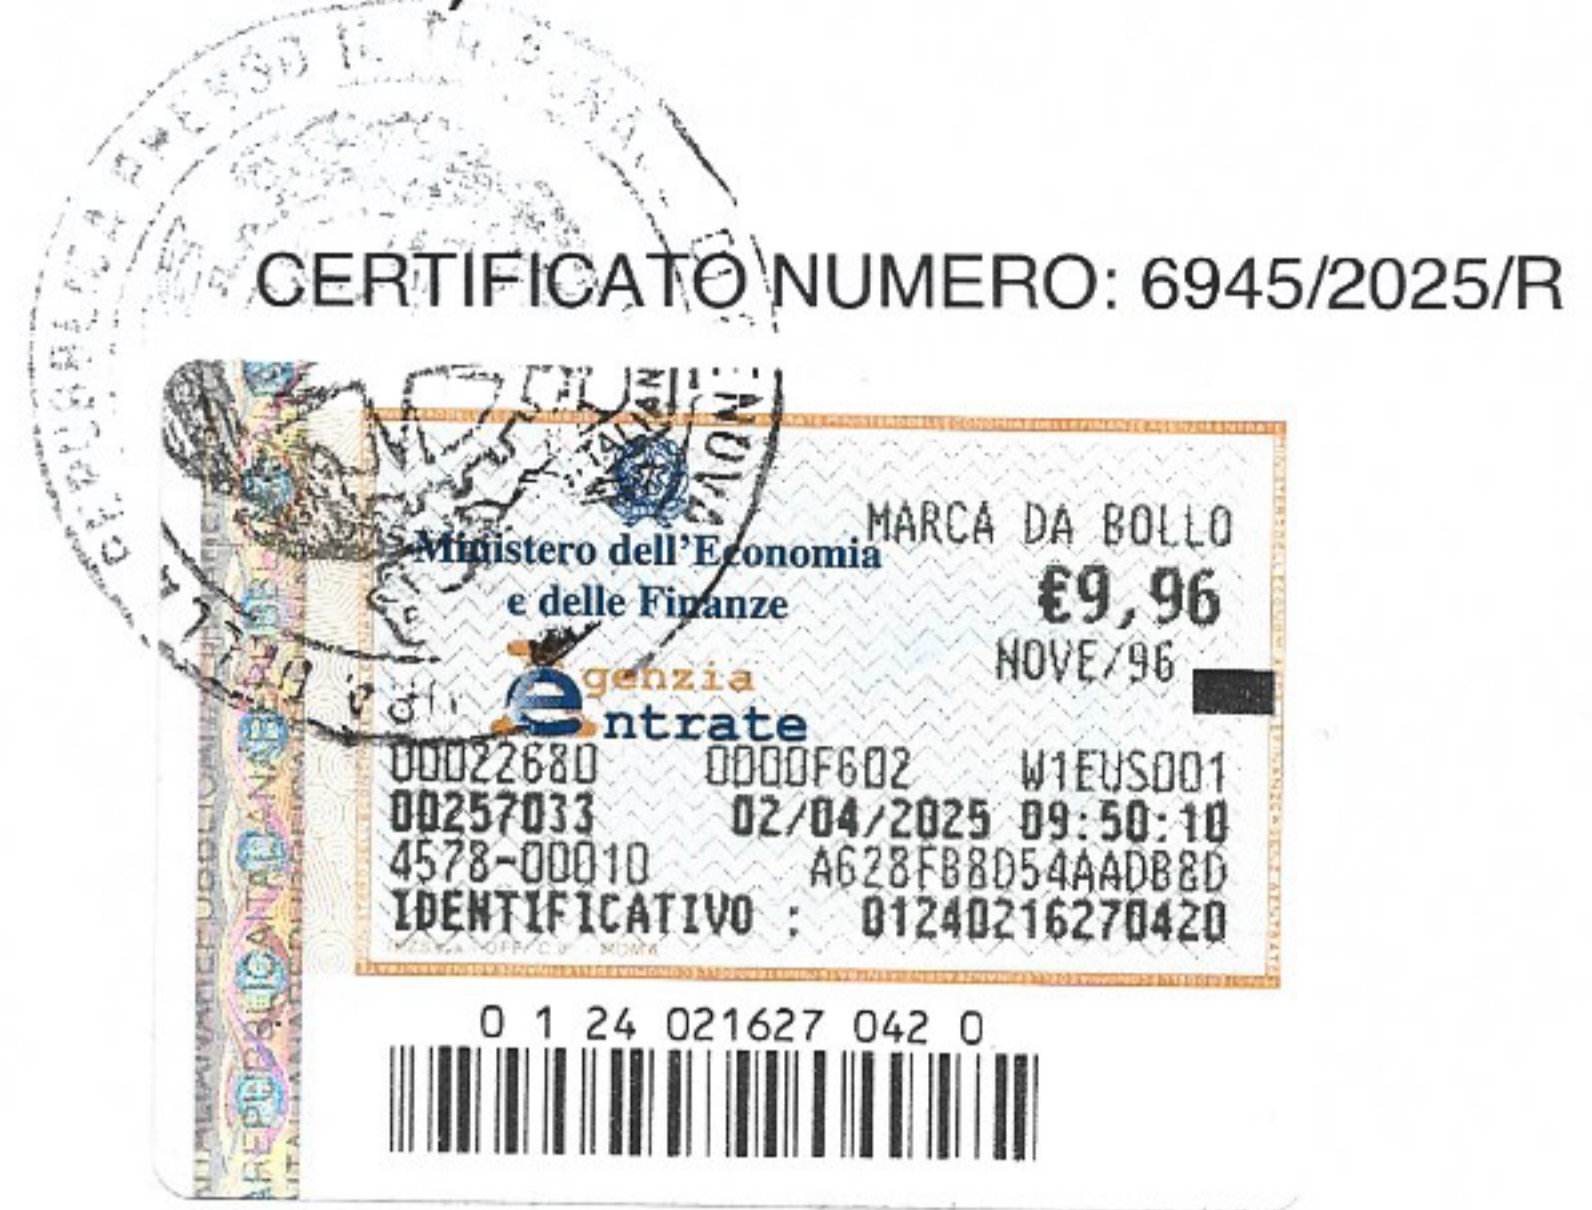 CERTIFICATO NUMERO: 6945/2025/R
MARCA DA BOLLO
Ministero dell'Economia
e delle Finanze
€9,96
NOVE/96
genzia
entrate
00022680 0000F602 W1EUS001
00257033 02/04/2025 09:50:10
4578-00010 A628FB8D54AADB8D
IDENTIFICATIVO : 01240216270420
0 1 24 021627 042 0